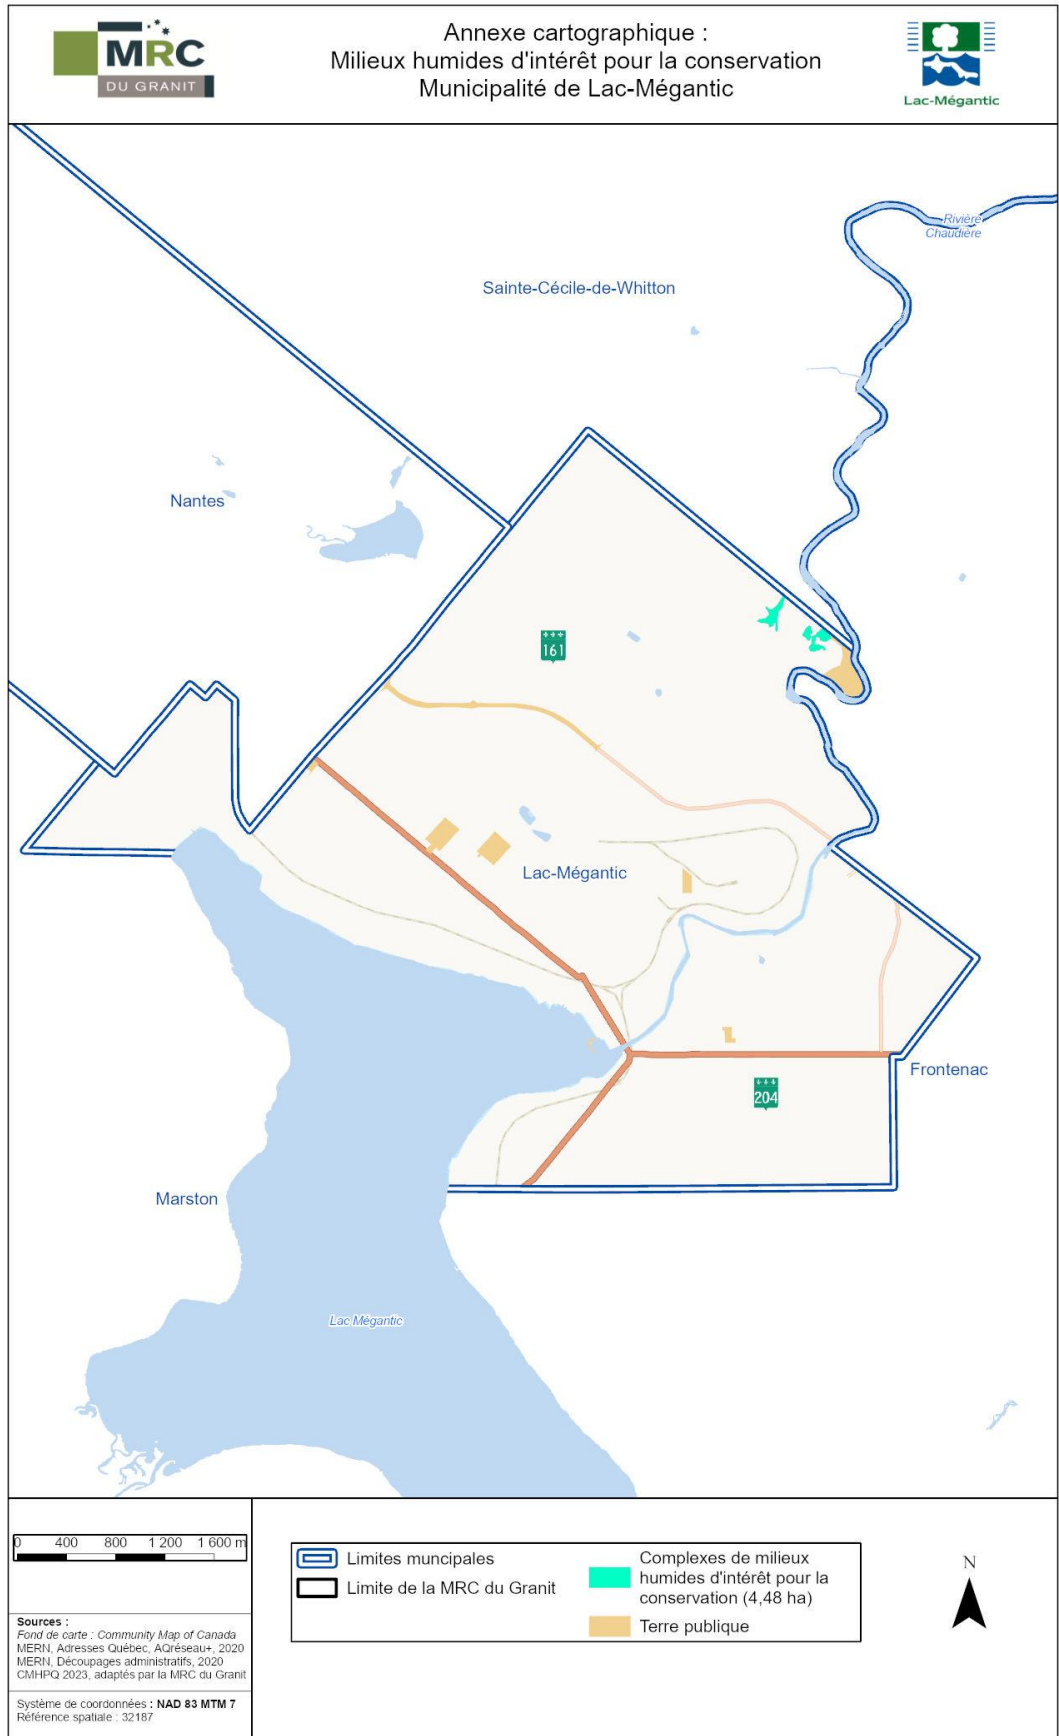 MRC
DU GRANIT
Annexe cartographique :
Milieux humides d'intérêt pour la conservation
Municipalité de Lac-Mégantic
Lac-Mégantic
Rivière
Chaudière
Sainte-Cécile-de-Whitton
Nantes
161
Lac-Mégantic
Frontenac
204
Marston
Lac Mégantic
0 400 800 1 200 1 600 m
Sources :
Fond de carte : Community Map of Canada
MERN, Adresses Québec, AQréseau+, 2020
MERN, Découpages administratifs, 2020
CMHPQ 2023, adaptés par la MRC du Granit
Système de coordonnées : NAD 83 MTM 7
Référence spatiale : 32187
Limites muncipales
Limite de la MRC du Granit
Complexes de milieux
humides d'intérêt pour la
conservation (4,48 ha)
Terre publique
N